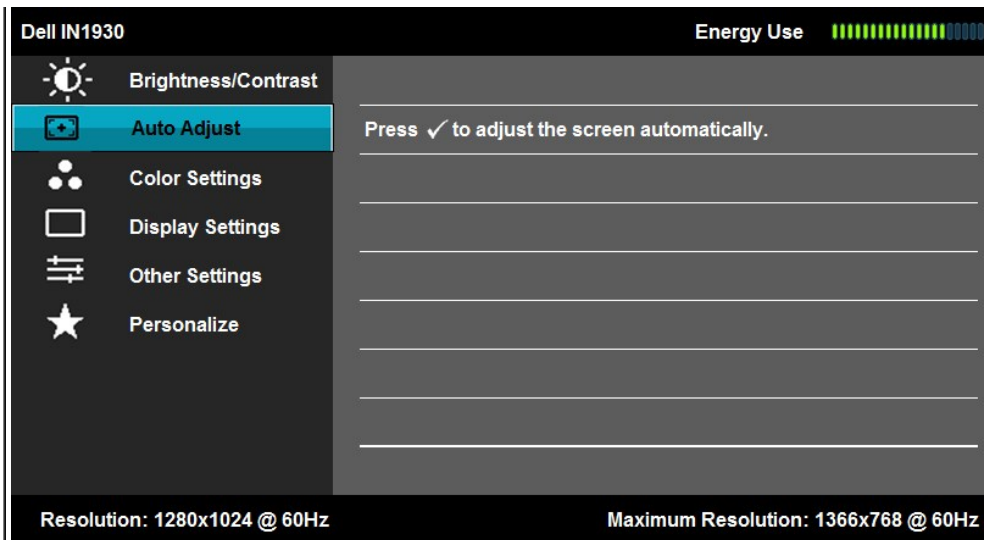 Dell IN1930 Energy Use
Brightness/Contrast
Auto Adjust Press ✓ to adjust the screen automatically.
Color Settings
Display Settings
Other Settings
Personalize
Resolution: 1280x1024 @ 60Hz Maximum Resolution: 1366x768 @ 60Hz